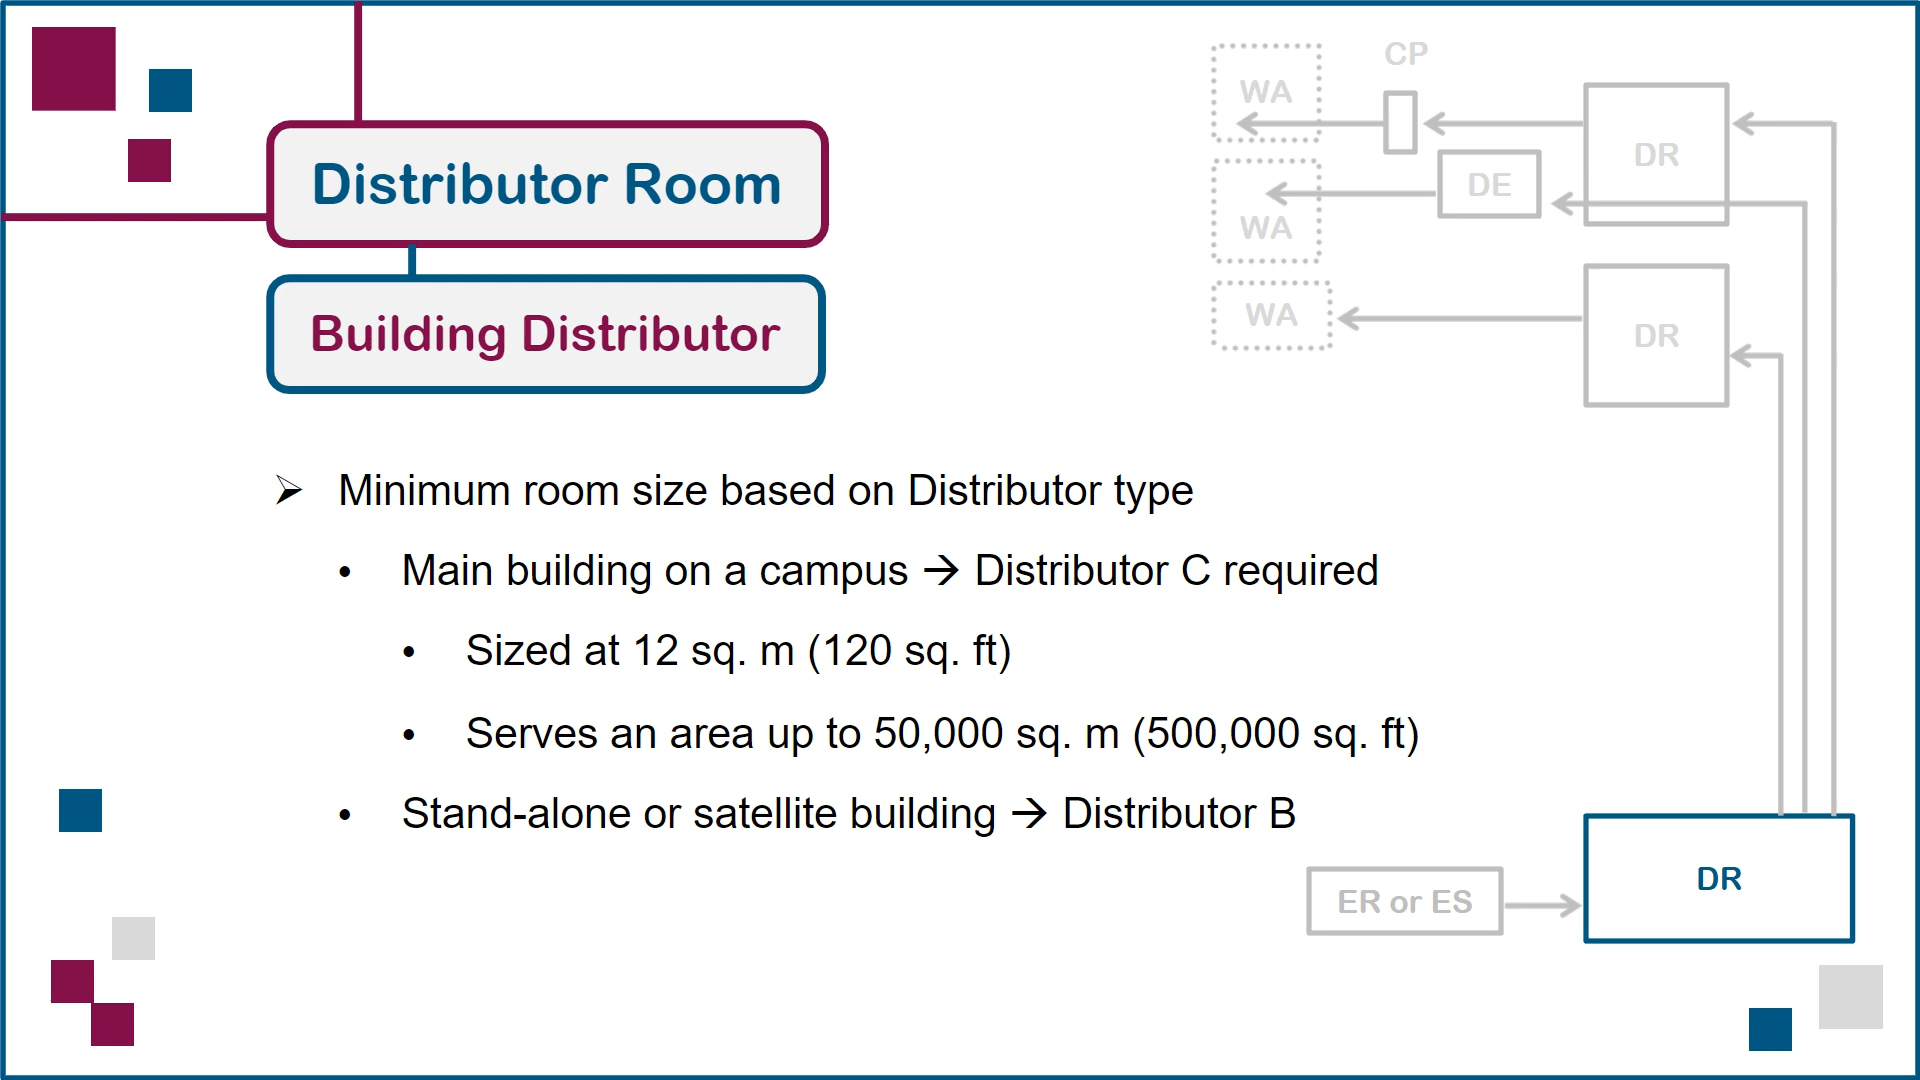 Distributor Room
Building Distributor
WA
CP
DR
DE
WA
WA
DR
➢ Minimum room size based on Distributor type
• Main building on a campus → Distributor C required
• Sized at 12 sq. m (120 sq. ft)
• Serves an area up to 50,000 sq. m (500,000 sq. ft)
• Stand-alone or satellite building → Distributor B
ER or ES
DR